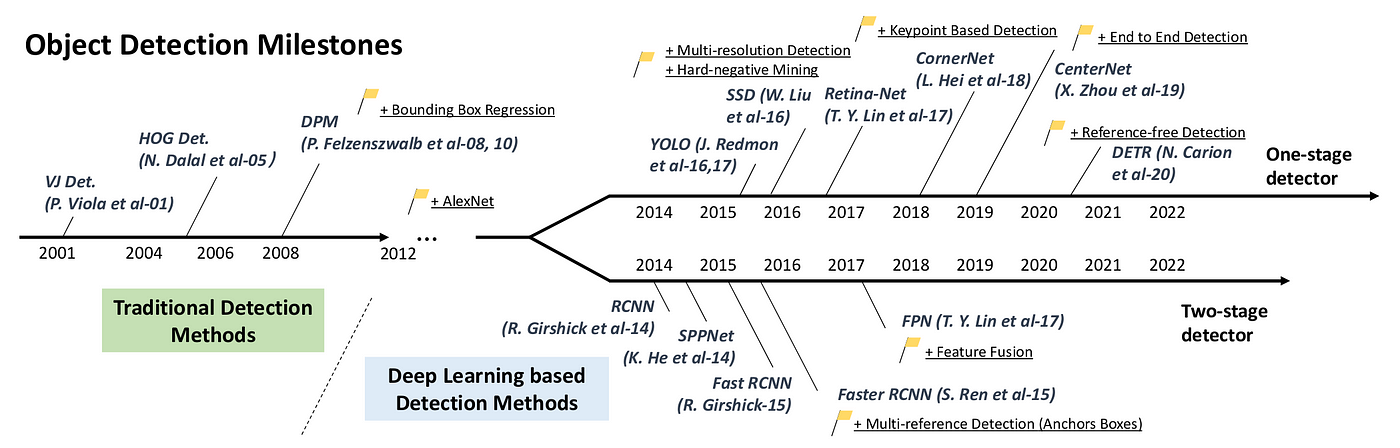 Object Detection Milestones
+ Multi-resolution Detection
+ Hard-negative Mining
+ Keypoint Based Detection
+ End to End Detection
+ Bounding Box Regression
+ Reference-free Detection
+ AlexNet
VJ Det.
(P. Viola et al-01)
HOG Det.
(N. Dalal et al-05)
DPM
(P. Felzenszwalb et al-08, 10)
YOLO (J. Redmon
et al-16,17)
SSD (W. Liu
et al-16)
Retina-Net
(T. Y. Lin et al-17)
CornerNet
(L. Hei et al-18)
CenterNet
(X. Zhou et al-19)
DETR (N. Carion
et al-20)
One-stage
detector
2001 2004 2006 2008 2012 ...
2014 2015 2016 2017 2018 2019 2020 2021 2022
2014 2015 2016 2017 2018 2019 2020 2021 2022
Two-stage
detector
Traditional Detection
Methods
Deep Learning based
Detection Methods
RCNN
(R. Girshick et al-14)
SPPNet
(K. He et al-14)
Fast RCNN
(R. Girshick-15)
FPN (T. Y. Lin et al-17)
+ Feature Fusion
Faster RCNN (S. Ren et al-15)
+ Multi-reference Detection (Anchors Boxes)